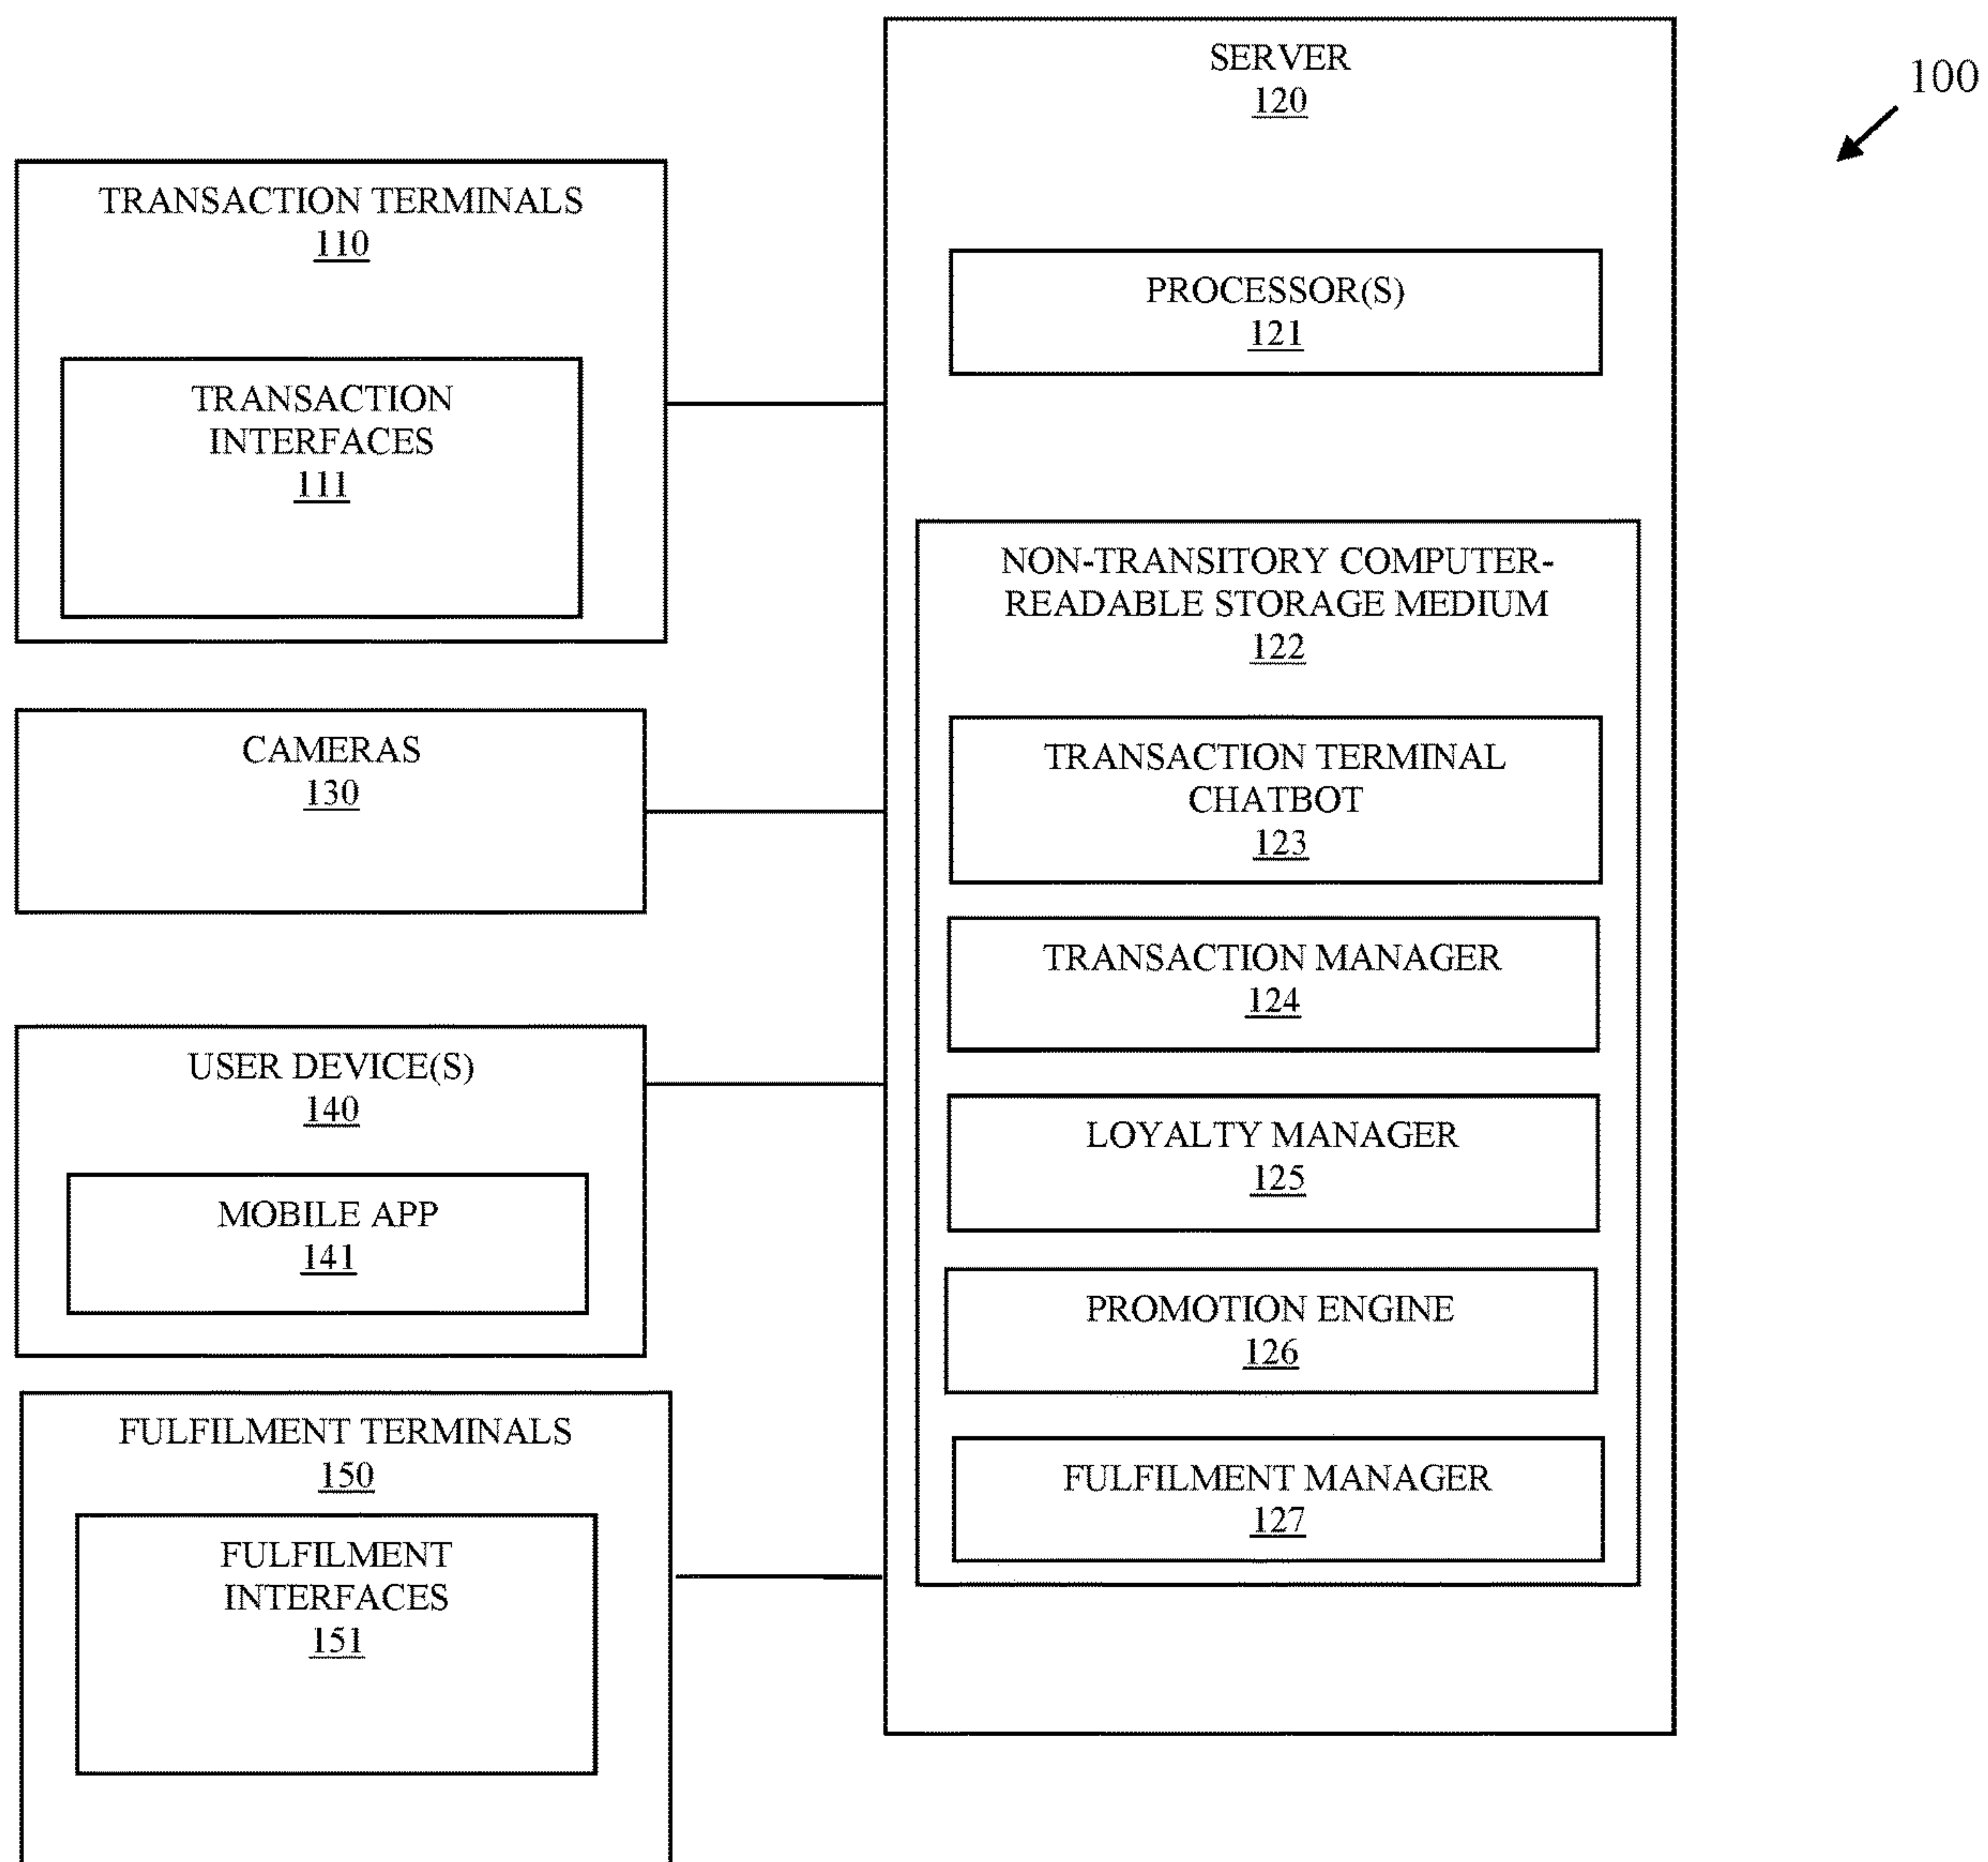 100
TRANSACTION TERMINALS
110
TRANSACTION
INTERFACES
111
CAMERAS
130
USER DEVICE(S)
140
MOBILE APP
141
FULFILMENT TERMINALS
150
FULFILMENT
INTERFACES
151
SERVER
120
PROCESSOR(S)
121
NON-TRANSITORY COMPUTER-
READABLE STORAGE MEDIUM
122
TRANSACTION TERMINAL
CHATBOT
123
TRANSACTION MANAGER
124
LOYALTY MANAGER
125
PROMOTION ENGINE
126
FULFILMENT MANAGER
127